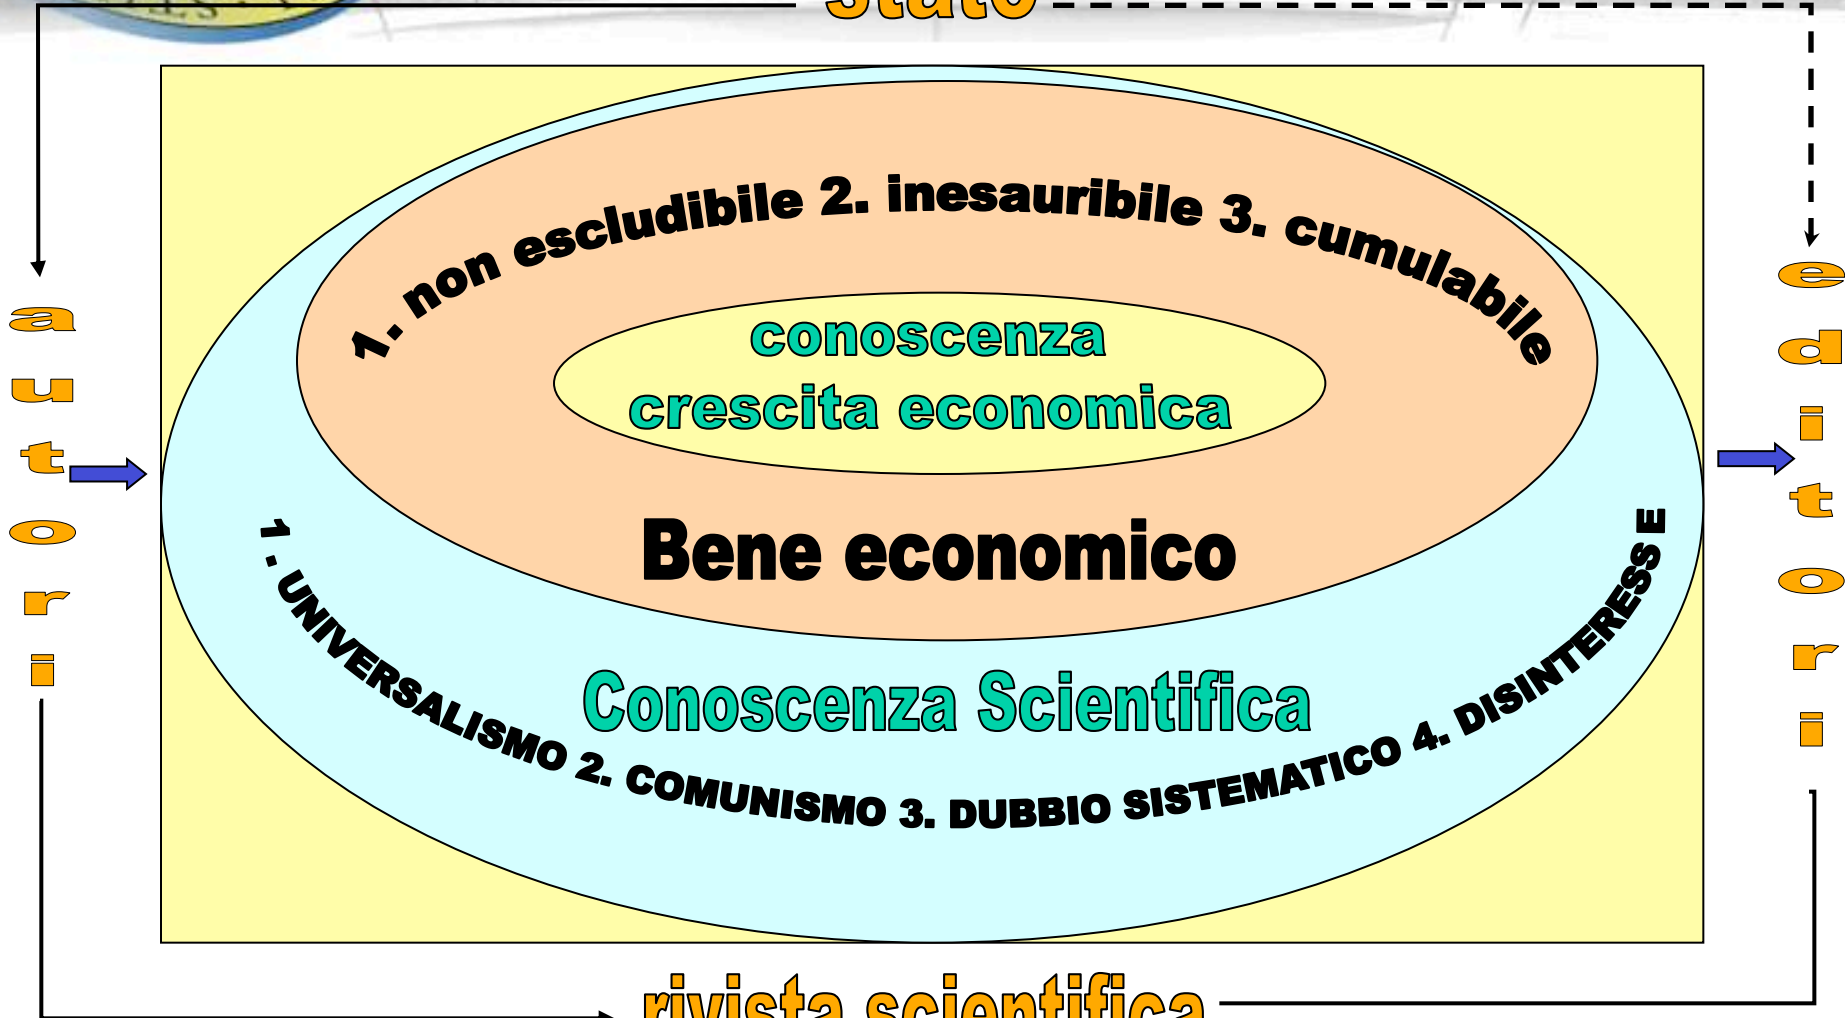 stato
autori
1. non escludibile 2. inesauribile 3. cumulabile
conoscenza
crescita economica
Bene economico
Conoscenza Scientifica
1. UNIVERSALISMO 2. COMUNISMO 3. DUBBIO SISTEMATICO 4. DISINTERESS E
editori
rivista scientifica